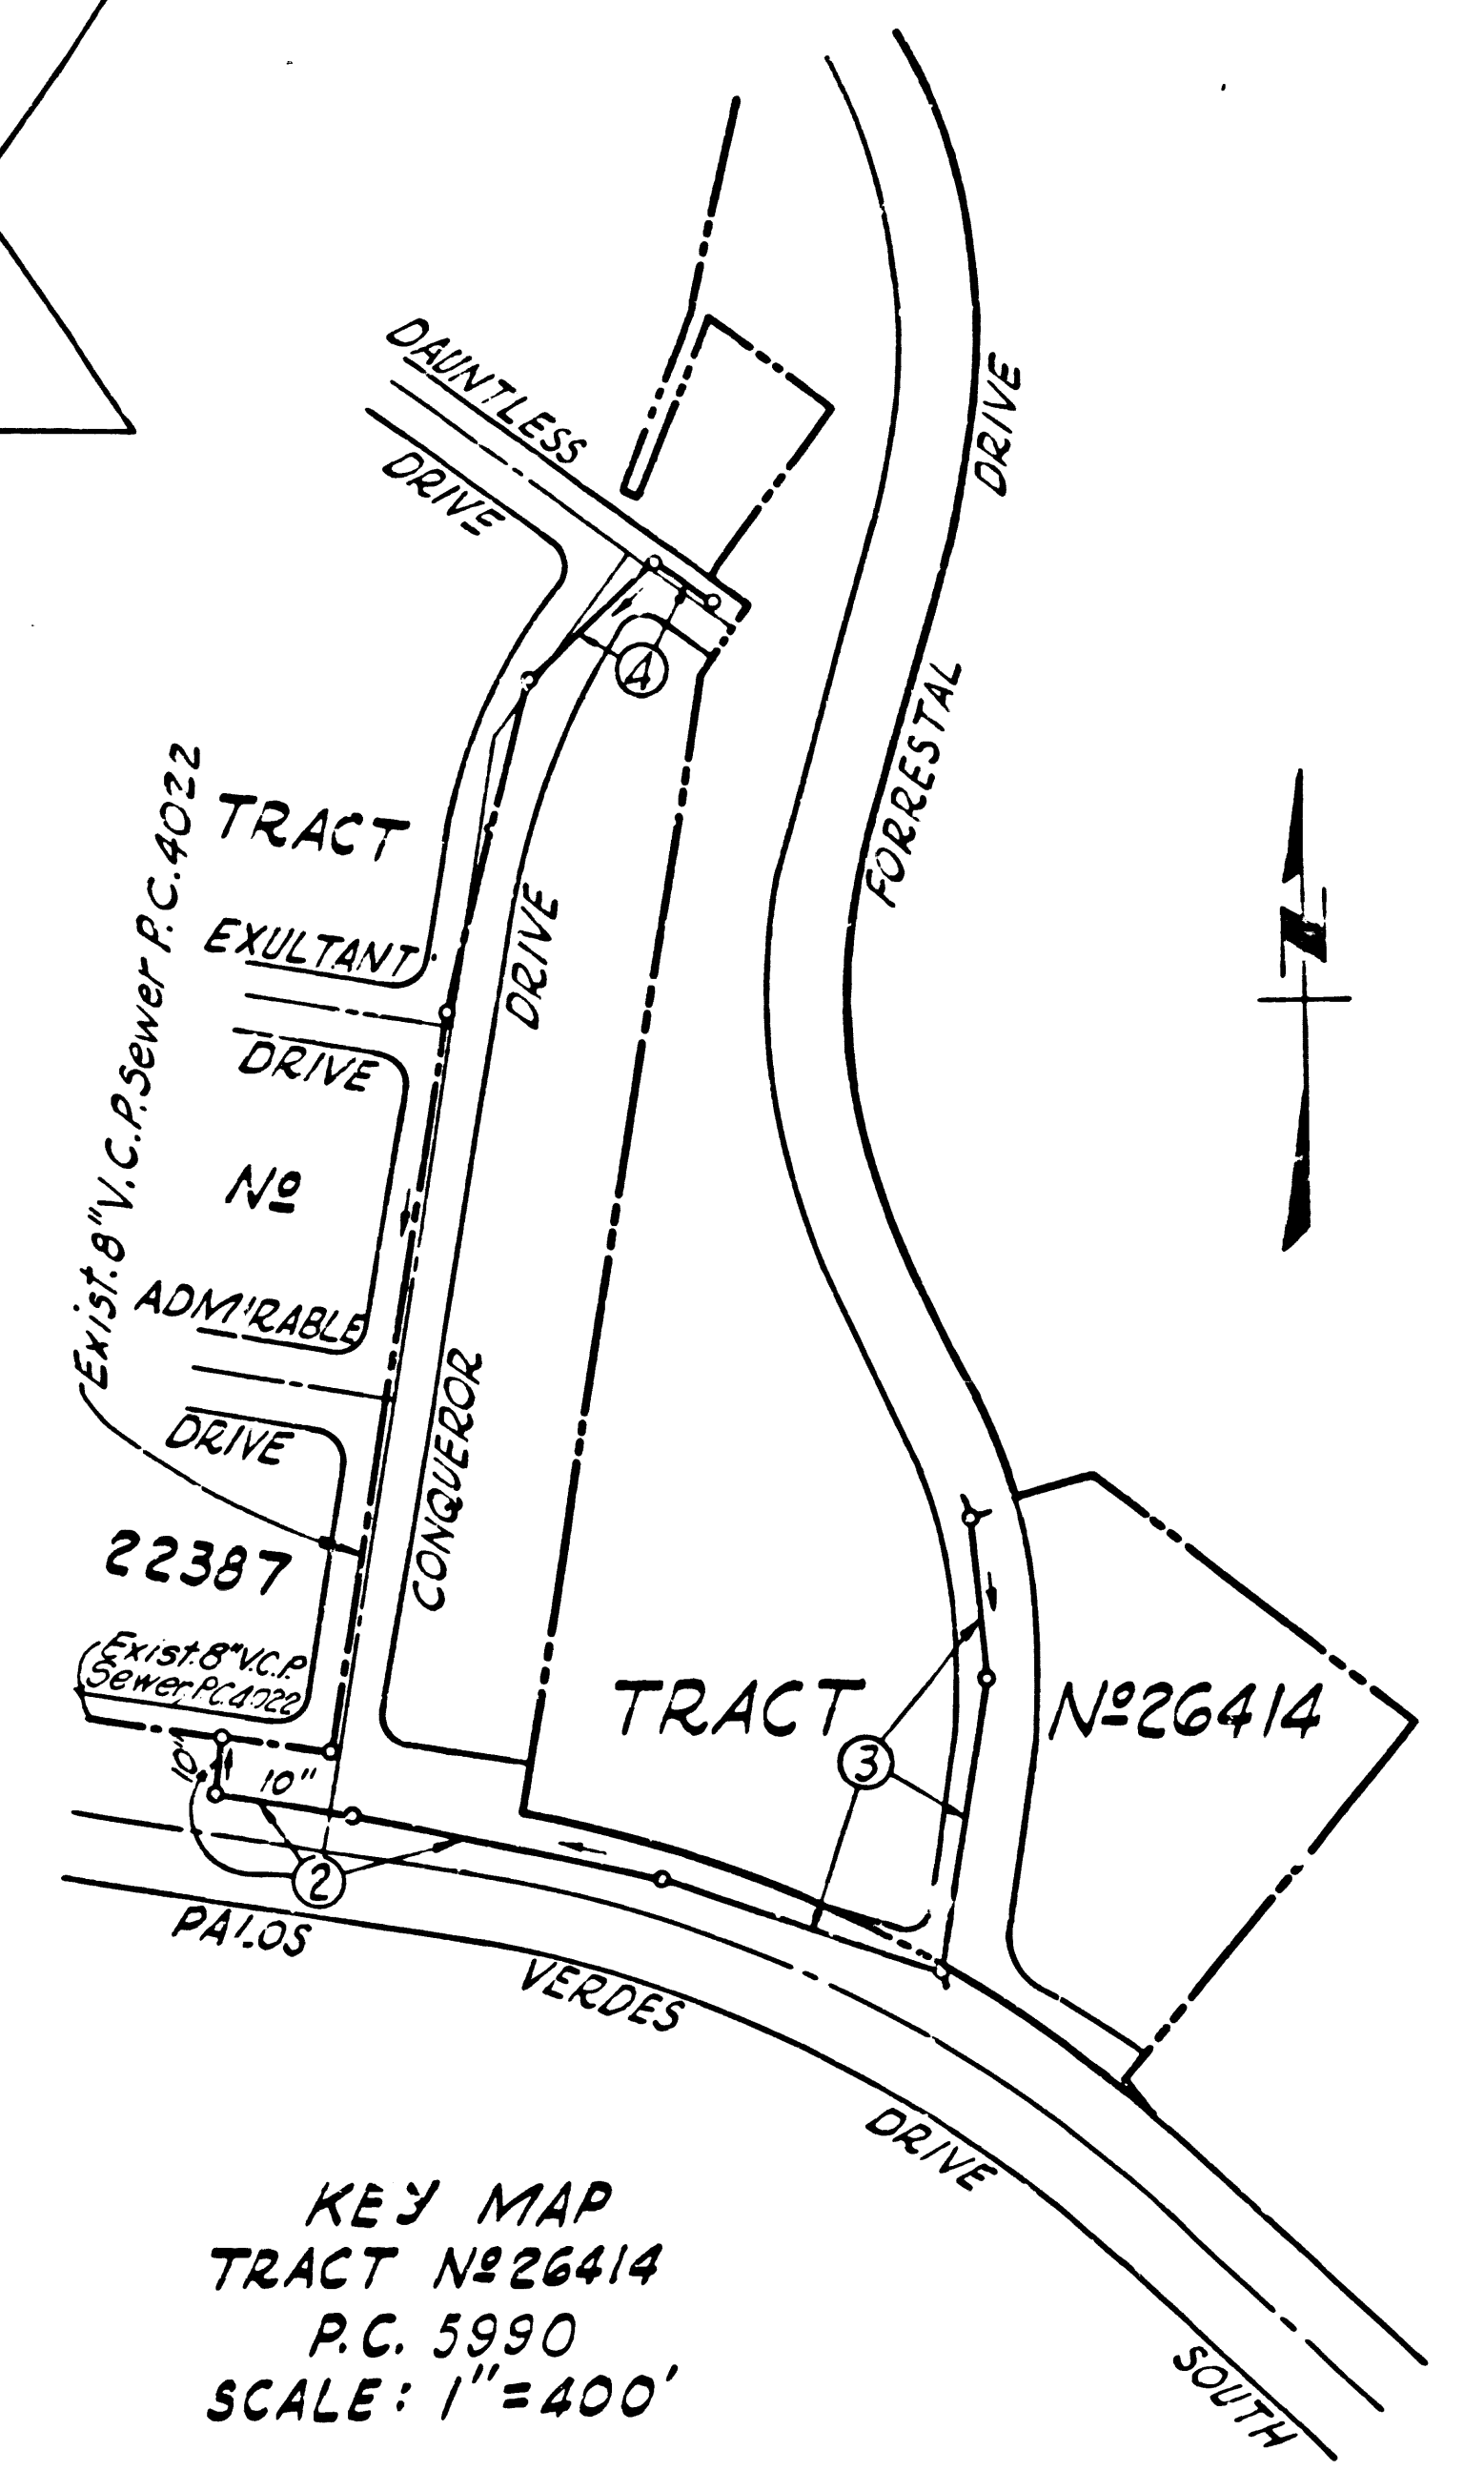 DAUNTLESS
DRIVE
DRIVE
FORRESTAL
Exist. 8" V.C.P. Sewer P.C. 4022
TRACT
EXULTANT
DRIVE
DRIVE
N
Nº
ADMIRABLE
DRIVE
CONQUEROR
22387
Exist. 8" V.C.P
Sewer P.C. 4022
TRACT Nº 26414
10"
10"
2
3
4
PALOS
VERDES
DRIVE
SOUTH
KEY MAP
TRACT Nº 26414
P.C. 5990
SCALE: 1"=400'